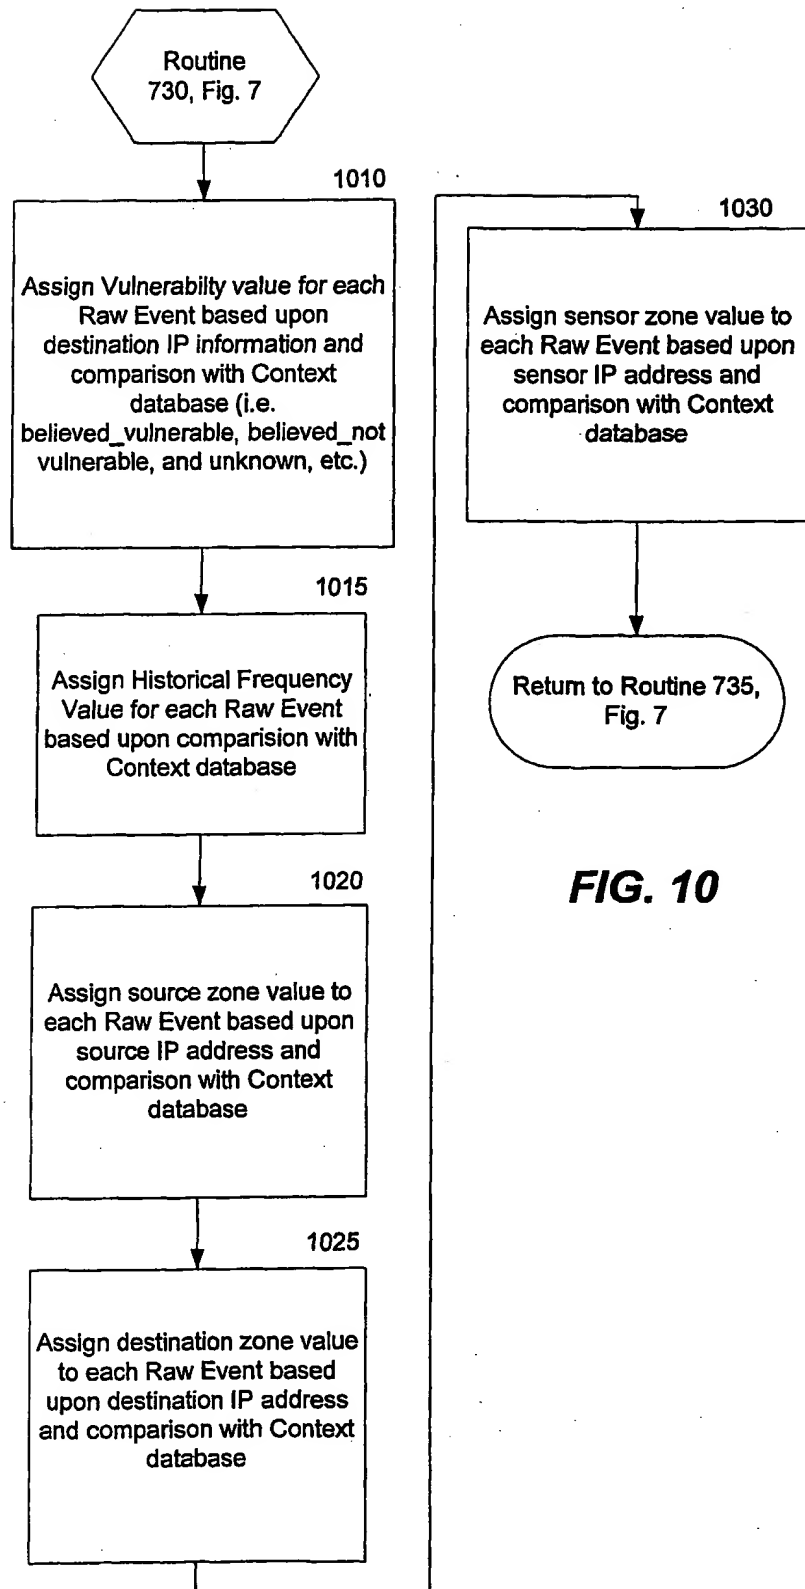 Routine
730, Fig. 7
1010
Assign Vulnerabilty value for each
Raw Event based upon
destination IP information and
comparison with Context
database (i.e.
believed_vulnerable, believed_not
vulnerable, and unknown, etc.)
1015
Assign Historical Frequency
Value for each Raw Event
based upon comparision with
Context database
1020
Assign source zone value to
each Raw Event based upon
source IP address and
comparison with Context
database
1025
Assign destination zone value
to each Raw Event based
upon destination IP address
and comparison with Context
database
1030
Assign sensor zone value to
each Raw Event based upon
sensor IP address and
comparison with Context
database
Return to Routine 735,
Fig. 7
FIG. 10